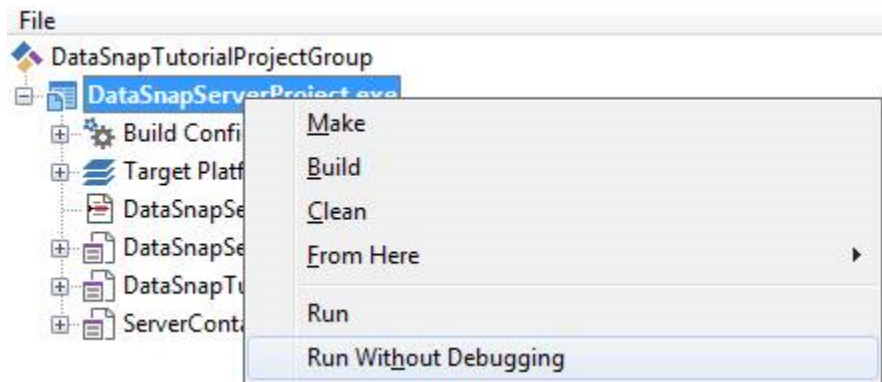 File
DataSnapTutorialProjectGroup
DataSnapServerProject.exe
Build Confi
Target Platf
DataSnapSe
DataSnapSe
DataSnapTu
ServerConta
Make
Build
Clean
From Here
Run
Run Without Debugging